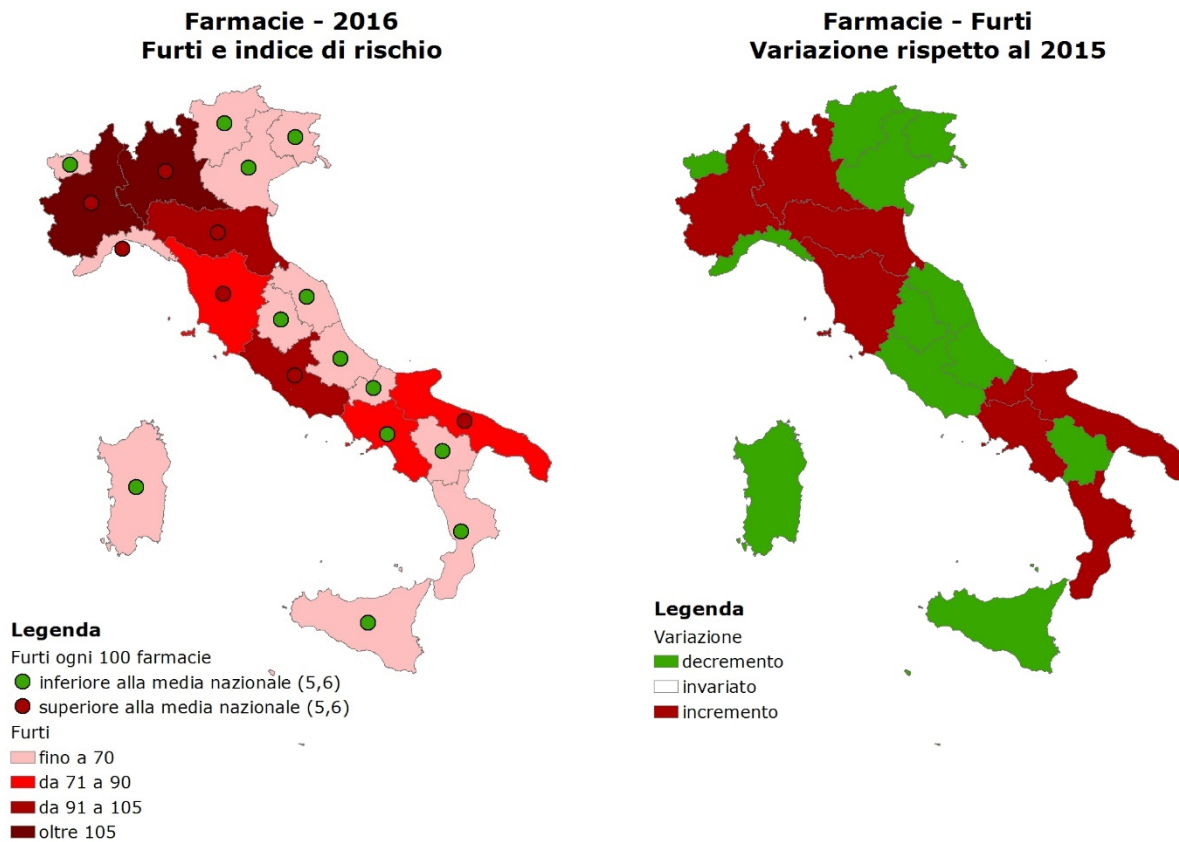 Farmacie - 2016
Furti e indice di rischio
Legenda
Furti ogni 100 farmacie
inferiore alla media nazionale (5,6)
superiore alla media nazionale (5,6)
Furti
fino a 70
da 71 a 90
da 91 a 105
oltre 105
Farmacie - Furti
Variazione rispetto al 2015
Legenda
Variazione
decremento
invariato
incremento